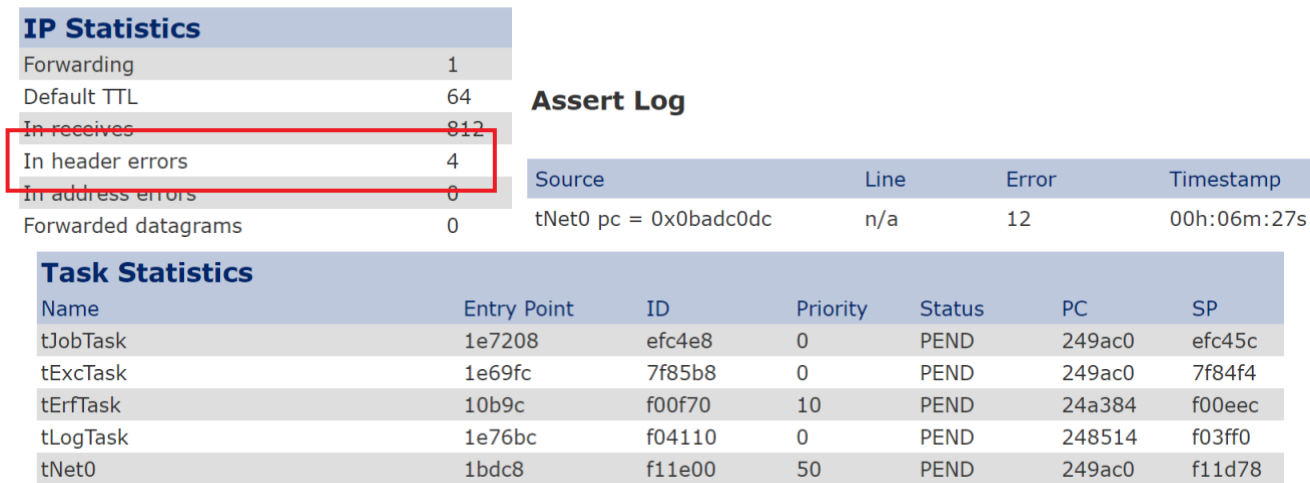 IP Statistics
Forwarding 1
Default TTL 64
In receives 812
In header errors 4
In address errors 0
Forwarded datagrams 0
Assert Log
Source Line Error Timestamp
tNet0 pc = 0x0badc0dc n/a 12 00h:06m:27s
Task Statistics
Name Entry Point ID Priority Status PC SP
tJobTask 1e7208 efc4e8 0 PEND 249ac0 efc45c
tExcTask 1e69fc 7f85b8 0 PEND 249ac0 7f84f4
tErfTask 10b9c f00f70 10 PEND 24a384 f00eec
tLogTask 1e76bc f04110 0 PEND 248514 f03ff0
tNet0 1bdc8 f11e00 50 PEND 249ac0 f11d78